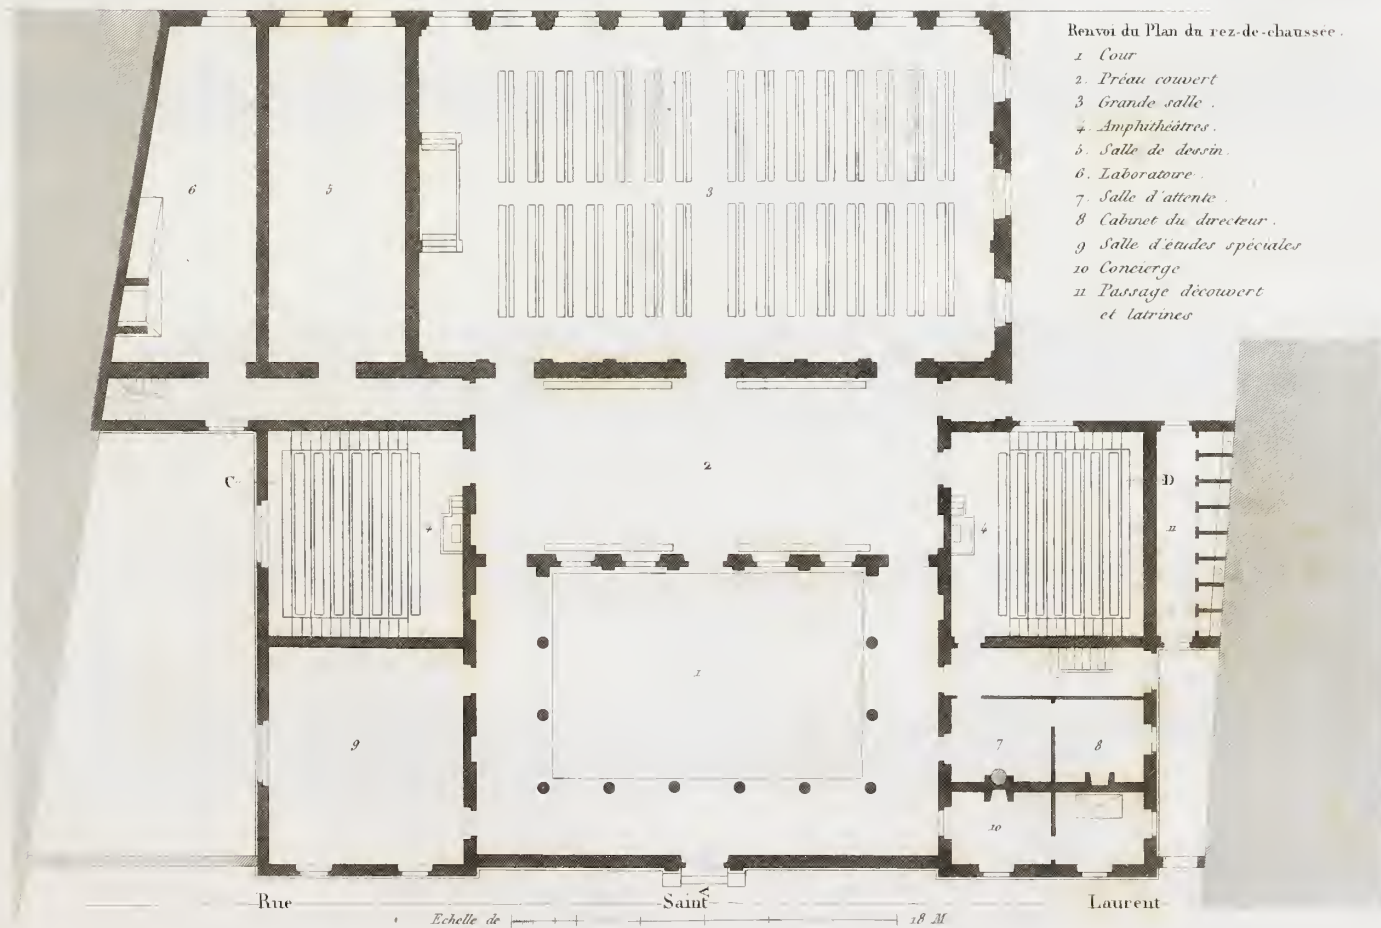 Renvoi du Plan du rez-de-chaussée.
1 Cour
2. Préau couvert
3 Grande salle.
4. Amphithéâtres.
5. Salle de dessin.
6. Laboratoire.
7. Salle d'attente.
8 Cabinet du directeur.
9 Salle d'études spéciales
10 Concierge
11 Passage découvert
et latrines
6
5
3
2
C
D
4
4
11
1
9
7
8
10
A
Rue Saint Laurent
Echelle de 18 M